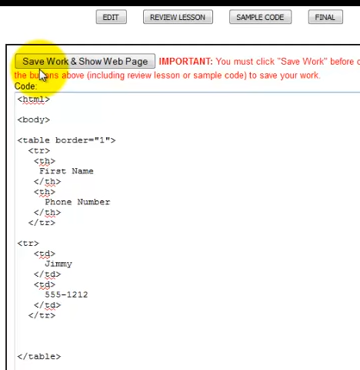 EDIT REVIEW LESSON SAMPLE CODE FINAL
Save Work & Show Web Page IMPORTANT: You must click "Save Work" before
the buttons above (including review lesson or sample code) to save your work.
Code:
<html>
<body>
<table border="1">
<tr>
<th>
First Name
</th>
<th>
Phone Number
</th>
</tr>
<tr>
<td>
Jimmy
</td>
<td>
555-1212
</td>
</tr>
</table>